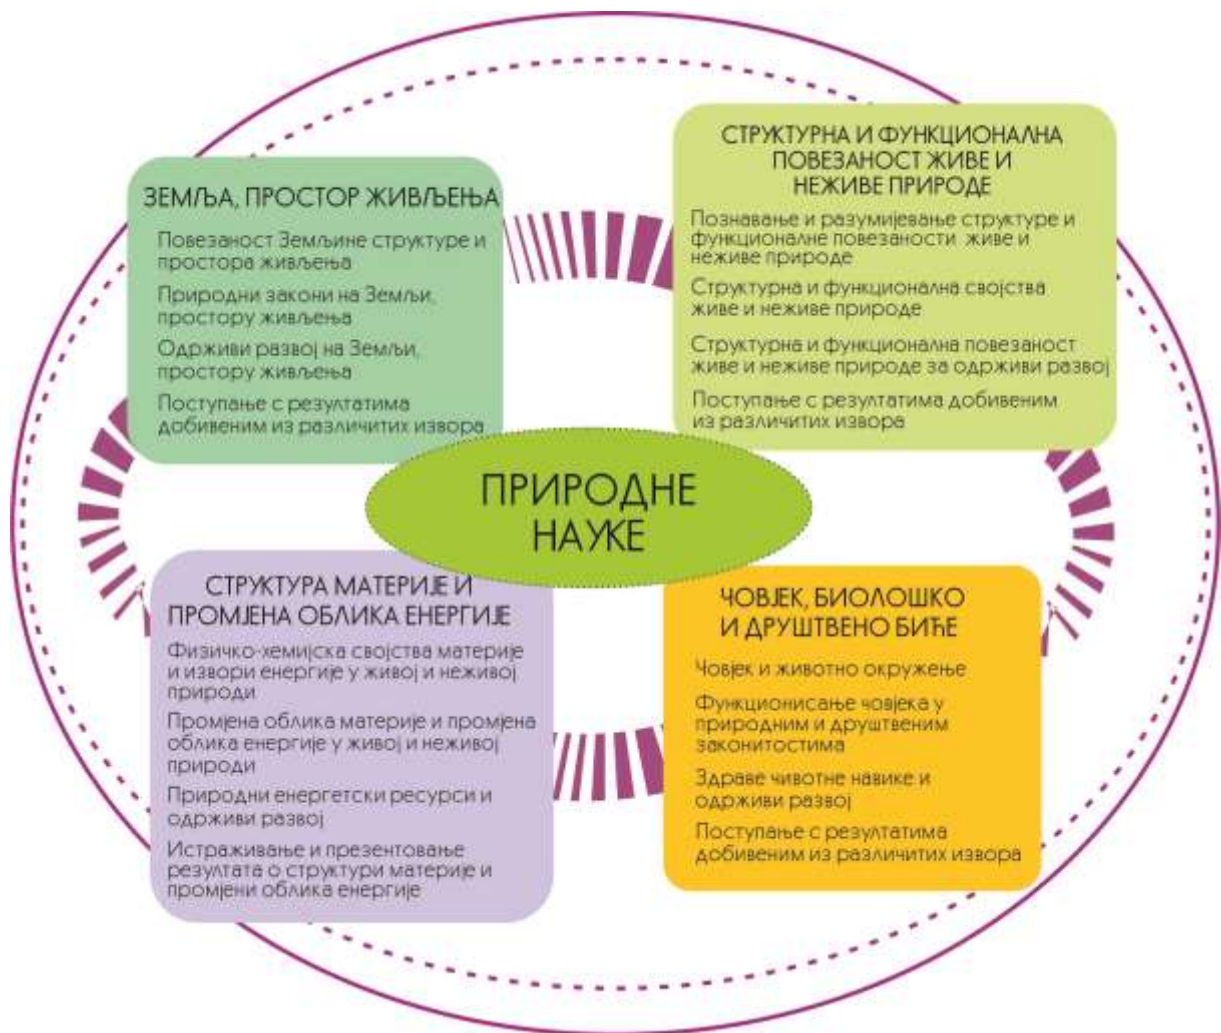 ЗЕМЉА, ПРОСТОР ЖИВЉЕЊА
Повезаност Земљине структуре и
простора живљења
Природни закони на Земљи,
простору живљења
Одрживи развој на Земљи,
простору живљења
Поступање с резултатима
добивеним из различитих извора
СТРУКТУРНА И ФУНКЦИОНАЛНА
ПОВЕЗАНОСТ ЖИВЕ И
НЕЖИВЕ ПРИРОДЕ
Познавање и разумијевање структуре и
функционалне повезаности живе и
неживе природе
Структурна и функционална својства
живе и неживе природе
Структурна и функционална повезаност
живе и неживе природе за одрживи развој
Поступање с резултатима добивеним
из различитих извора
ПРИРОДНЕ
НАУКЕ
СТРУКТУРА МАТЕРИЈЕ И
ПРОМЈЕНА ОБЛИКА ЕНЕРГИЈЕ
Физичко-хемијска својства материје
и извори енергије у живој и неживој
природи
Промјена облика материје и промјена
облика енергије у живој и неживој
природи
Природни енергетски ресурси и
одрживи развој
Истраживање и презентовање
резултата о структури материје и
промјени облика енергије
ЧОВЈЕК, БИОЛОШКО
И ДРУШТВЕНО БИЋЕ
Човјек и животно окружење
Функционисање човјека у
природним и друштвеним
законитостима
Здраве чивотне навике и
одрживи развој
Поступање с резултатима
добивеним из различитих извора